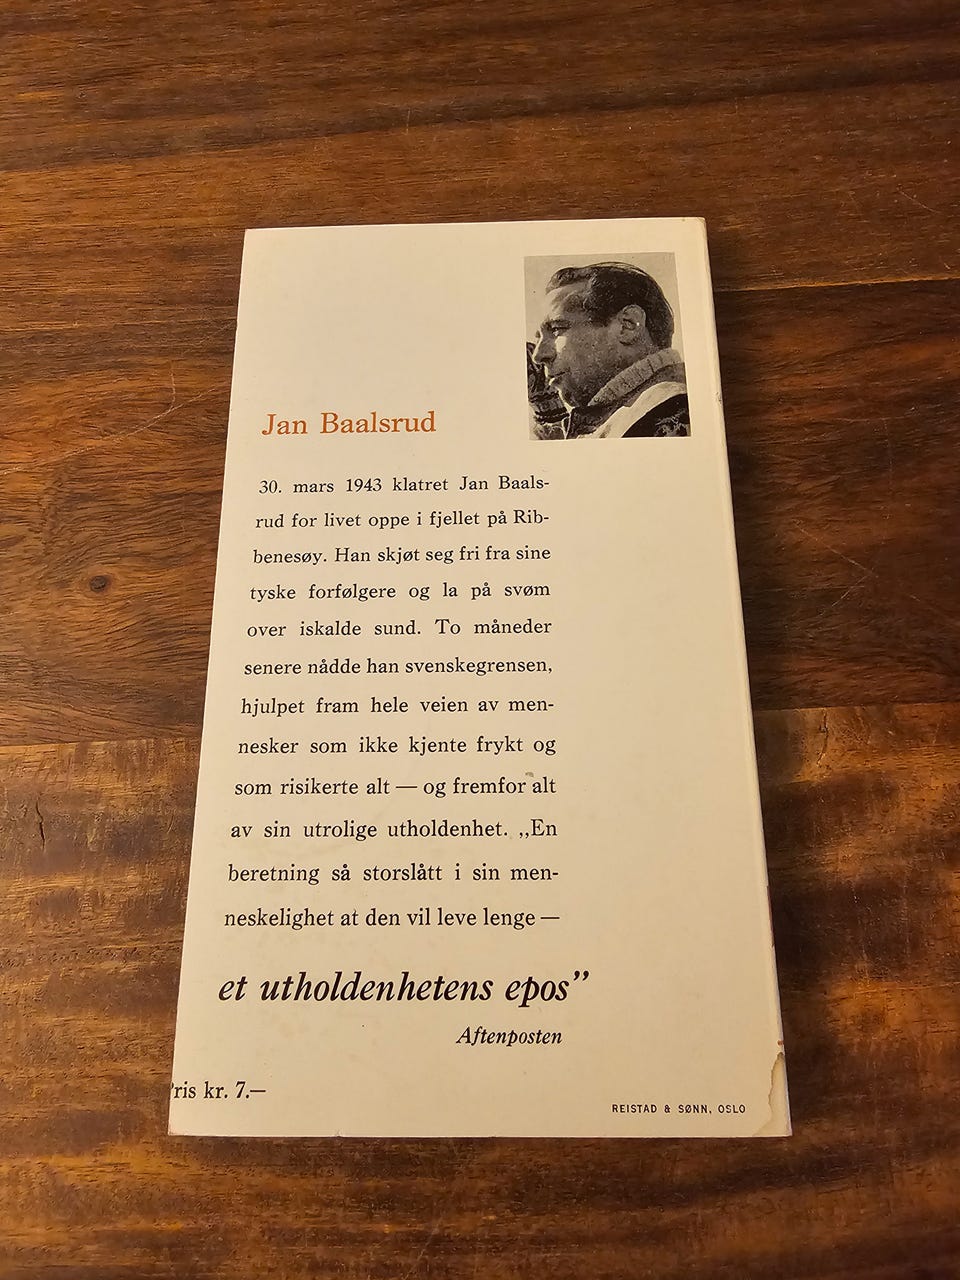 Jan Baalsrud
30. mars 1943 klatret Jan Baals-
rud for livet oppe i fjellet på Rib-
benesøy. Han skjøt seg fri fra sine
tyske forfølgere og la på svøm
over iskalde sund. To måneder
senere nådde han svenskegrensen,
hjulpet fram hele veien av men-
nesker som ikke kjente frykt og
som risikerte alt — og fremfor alt
av sin utrolige utholdenhet. ,,En
beretning så storslått i sin men-
neskelighet at den vil leve lenge —
et utholdenhetens epos”
Aftenposten
Pris kr. 7.—
REISTAD & SØNN, OSLO